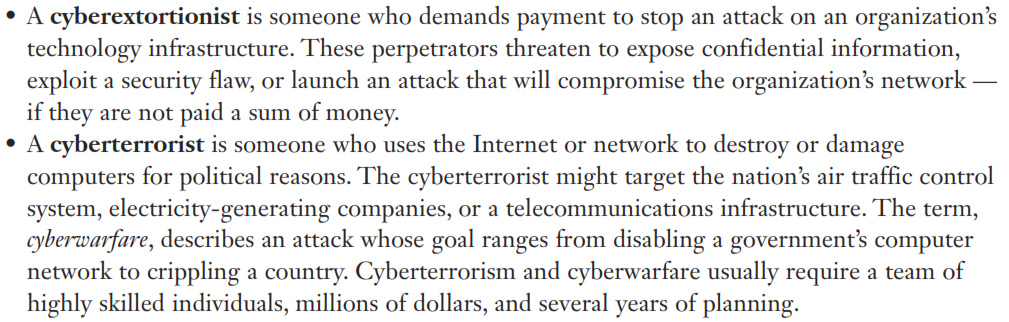 • A cyberextortionist is someone who demands payment to stop an attack on an organization’s
technology infrastructure. These perpetrators threaten to expose confidential information,
exploit a security flaw, or launch an attack that will compromise the organization’s network —
if they are not paid a sum of money.
• A cyberterrorist is someone who uses the Internet or network to destroy or damage
computers for political reasons. The cyberterrorist might target the nation’s air traffic control
system, electricity-generating companies, or a telecommunications infrastructure. The term,
cyberwarfare, describes an attack whose goal ranges from disabling a government’s computer
network to crippling a country. Cyberterrorism and cyberwarfare usually require a team of
highly skilled individuals, millions of dollars, and several years of planning.